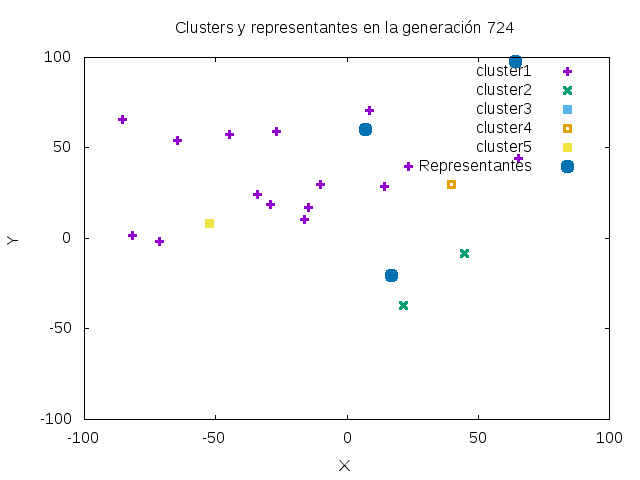 Clusters y representantes en la generación 724
100
50
0
-50
-100
-100
-50
0
50
100
Y
X
cluster1
cluster2
cluster3
cluster4
cluster5
Representantes